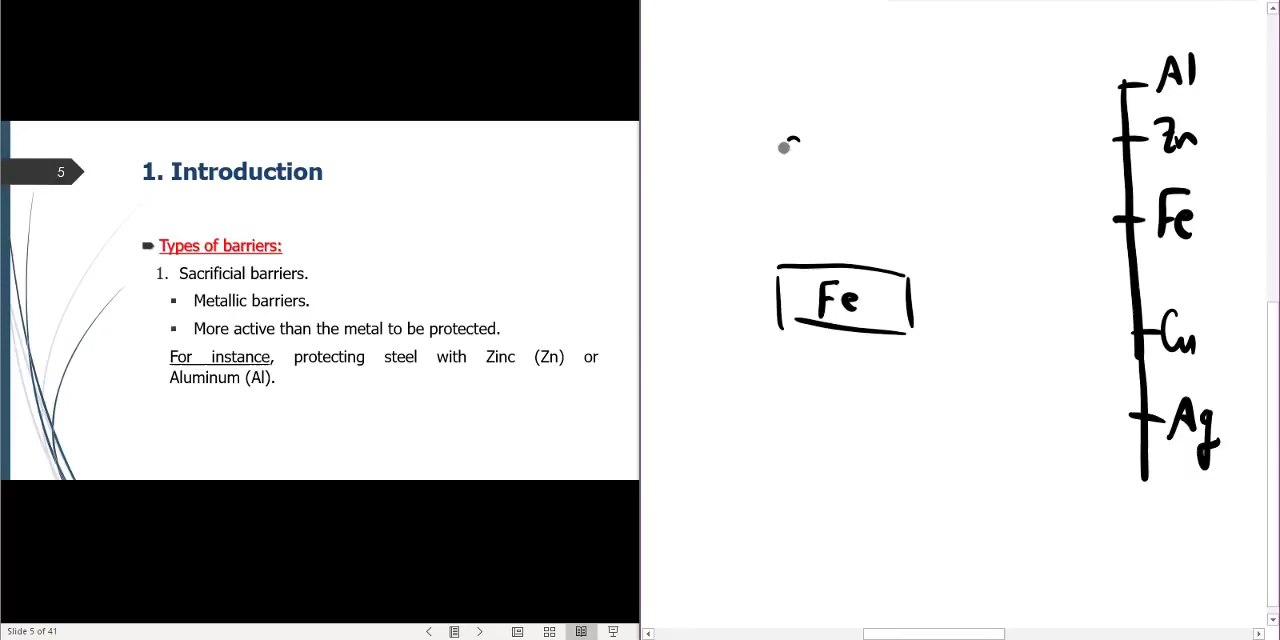 5
1. Introduction
Types of barriers:
1. Sacrificial barriers.
▪ Metallic barriers.
▪ More active than the metal to be protected.
For instance, protecting steel with Zinc (Zn) or
Aluminum (Al).
Slide 5 of 41
Al
Zn
Fe
Fe
Cu
Ag